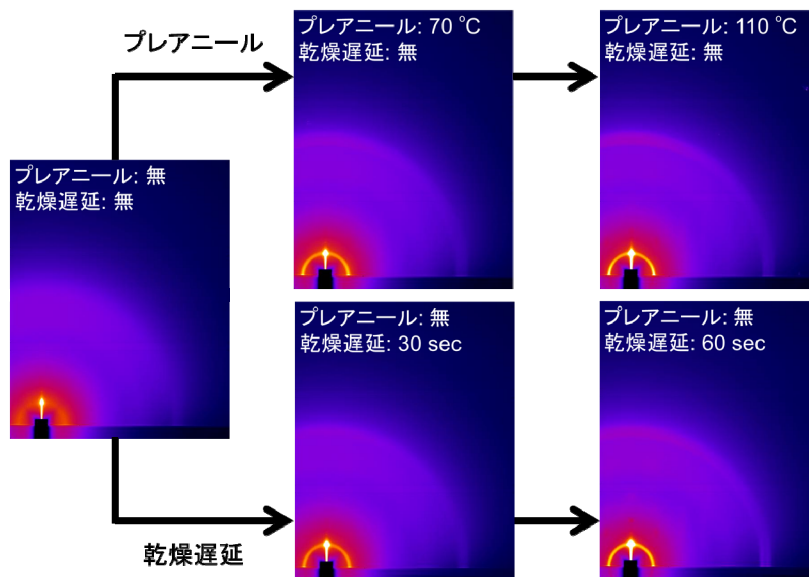 プレアニール
プレアニール: 70 °C
乾燥遅延: 無
プレアニール: 110 °C
乾燥遅延: 無
プレアニール: 無
乾燥遅延: 無
プレアニール: 無
乾燥遅延: 30 sec
プレアニール: 無
乾燥遅延: 60 sec
乾燥遅延